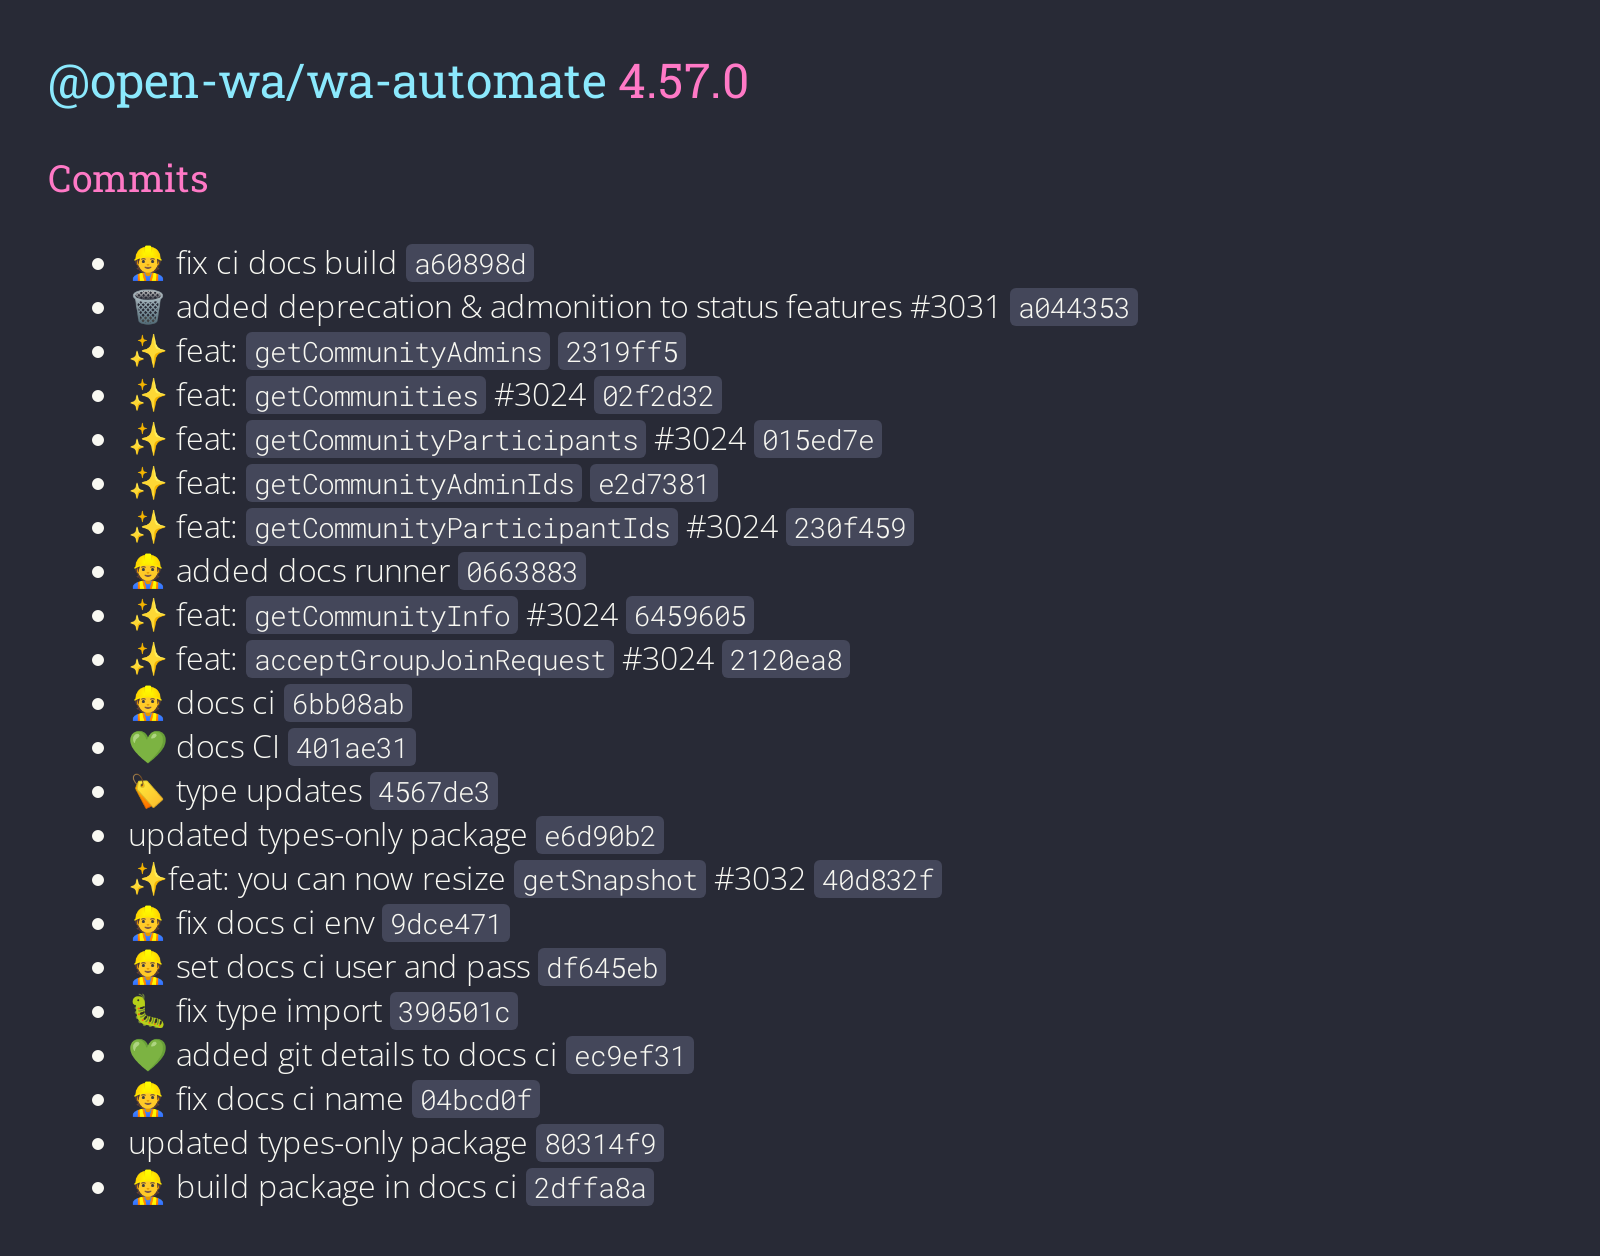 @open-wa/wa-automate 4.57.0
Commits
👷 fix ci docs build a60898d
🗑️ added deprecation & admonition to status features #3031 a044353
✨ feat: getCommunityAdmins 2319ff5
✨ feat: getCommunities #3024 02f2d32
✨ feat: getCommunityParticipants #3024 015ed7e
✨ feat: getCommunityAdminIds e2d7381
✨ feat: getCommunityParticipantIds #3024 230f459
👷 added docs runner 0663883
✨ feat: getCommunityInfo #3024 6459605
✨ feat: acceptGroupJoinRequest #3024 2120ea8
👷 docs ci 6bb08ab
💚 docs CI 401ae31
🏷️ type updates 4567de3
updated types-only package e6d90b2
✨feat: you can now resize getSnapshot #3032 40d832f
👷 fix docs ci env 9dce471
👷 set docs ci user and pass df645eb
🐛 fix type import 390501c
💚 added git details to docs ci ec9ef31
👷 fix docs ci name 04bcd0f
updated types-only package 80314f9
👷 build package in docs ci 2dffa8a